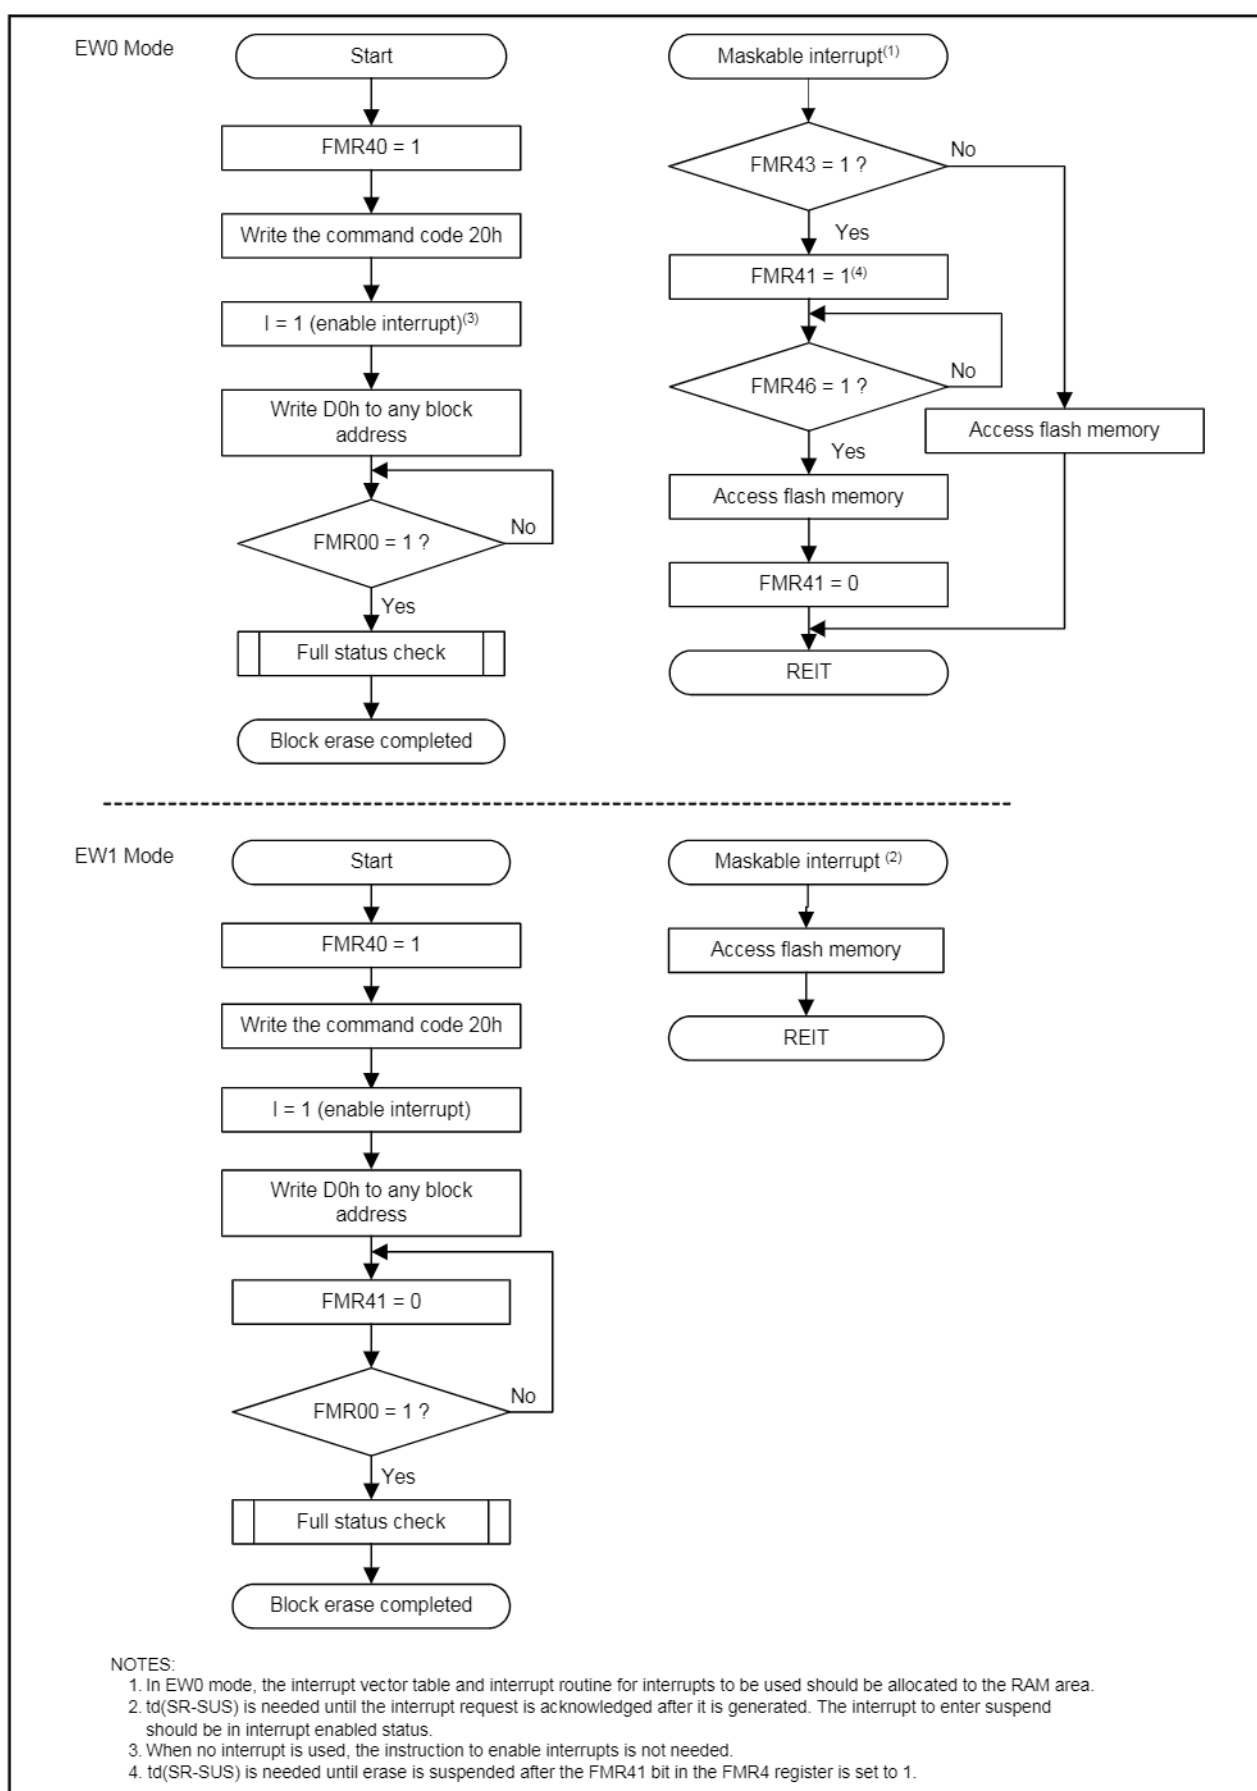 EW0 Mode
Start
FMR40 = 1
Write the command code 20h
I = 1 (enable interrupt)(3)
Write D0h to any block
address
FMR00 = 1 ?
No
Yes
Full status check
Block erase completed
Maskable interrupt(1)
FMR43 = 1 ?
No
Yes
FMR41 = 1(4)
FMR46 = 1 ?
No
Yes
Access flash memory
Access flash memory
FMR41 = 0
REIT
EW1 Mode
Start
FMR40 = 1
Write the command code 20h
I = 1 (enable interrupt)
Write D0h to any block
address
FMR41 = 0
FMR00 = 1 ?
No
Yes
Full status check
Block erase completed
Maskable interrupt (2)
Access flash memory
REIT
NOTES:
1. In EW0 mode, the interrupt vector table and interrupt routine for interrupts to be used should be allocated to the RAM area.
2. td(SR-SUS) is needed until the interrupt request is acknowledged after it is generated. The interrupt to enter suspend
should be in interrupt enabled status.
3. When no interrupt is used, the instruction to enable interrupts is not needed.
4. td(SR-SUS) is needed until erase is suspended after the FMR41 bit in the FMR4 register is set to 1.